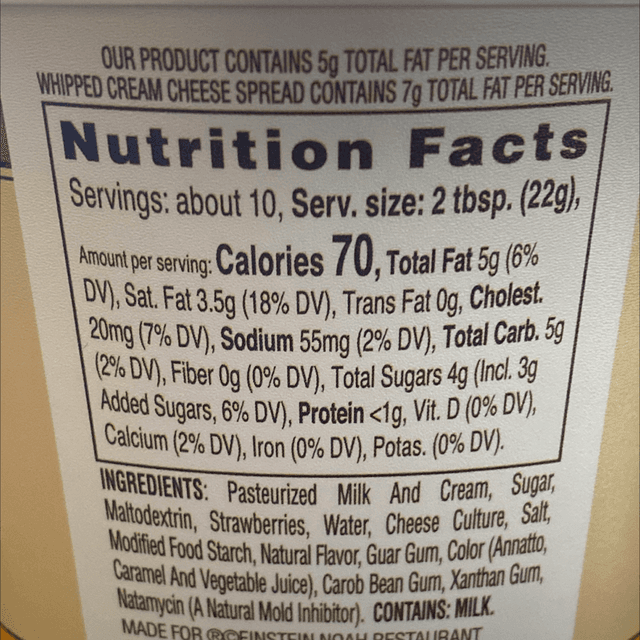 OUR PRODUCT CONTAINS 5g TOTAL FAT PER SERVING.
WHIPPED CREAM CHEESE SPREAD CONTAINS 7g TOTAL FAT PER SERVING.
Nutrition Facts
Servings: about 10, Serv. size: 2 tbsp. (22g),
Amount per serving: Calories 70, Total Fat 5g (6%
DV), Sat. Fat 3.5g (18% DV), Trans Fat 0g, Cholest.
20mg (7% DV), Sodium 55mg (2% DV), Total Carb. 5g
(2% DV), Fiber 0g (0% DV), Total Sugars 4g (Incl. 3g
Added Sugars, 6% DV), Protein <1g, Vit. D (0% DV),
Calcium (2% DV), Iron (0% DV), Potas. (0% DV).
INGREDIENTS: Pasteurized Milk And Cream, Sugar,
Maltodextrin, Strawberries, Water, Cheese Culture, Salt,
Modified Food Starch, Natural Flavor, Guar Gum, Color (Annatto,
Caramel And Vegetable Juice), Carob Bean Gum, Xanthan Gum,
Natamycin (A Natural Mold Inhibitor). CONTAINS: MILK.
MADE FOR ®©EINSTEIN NOAH RESTAURANT